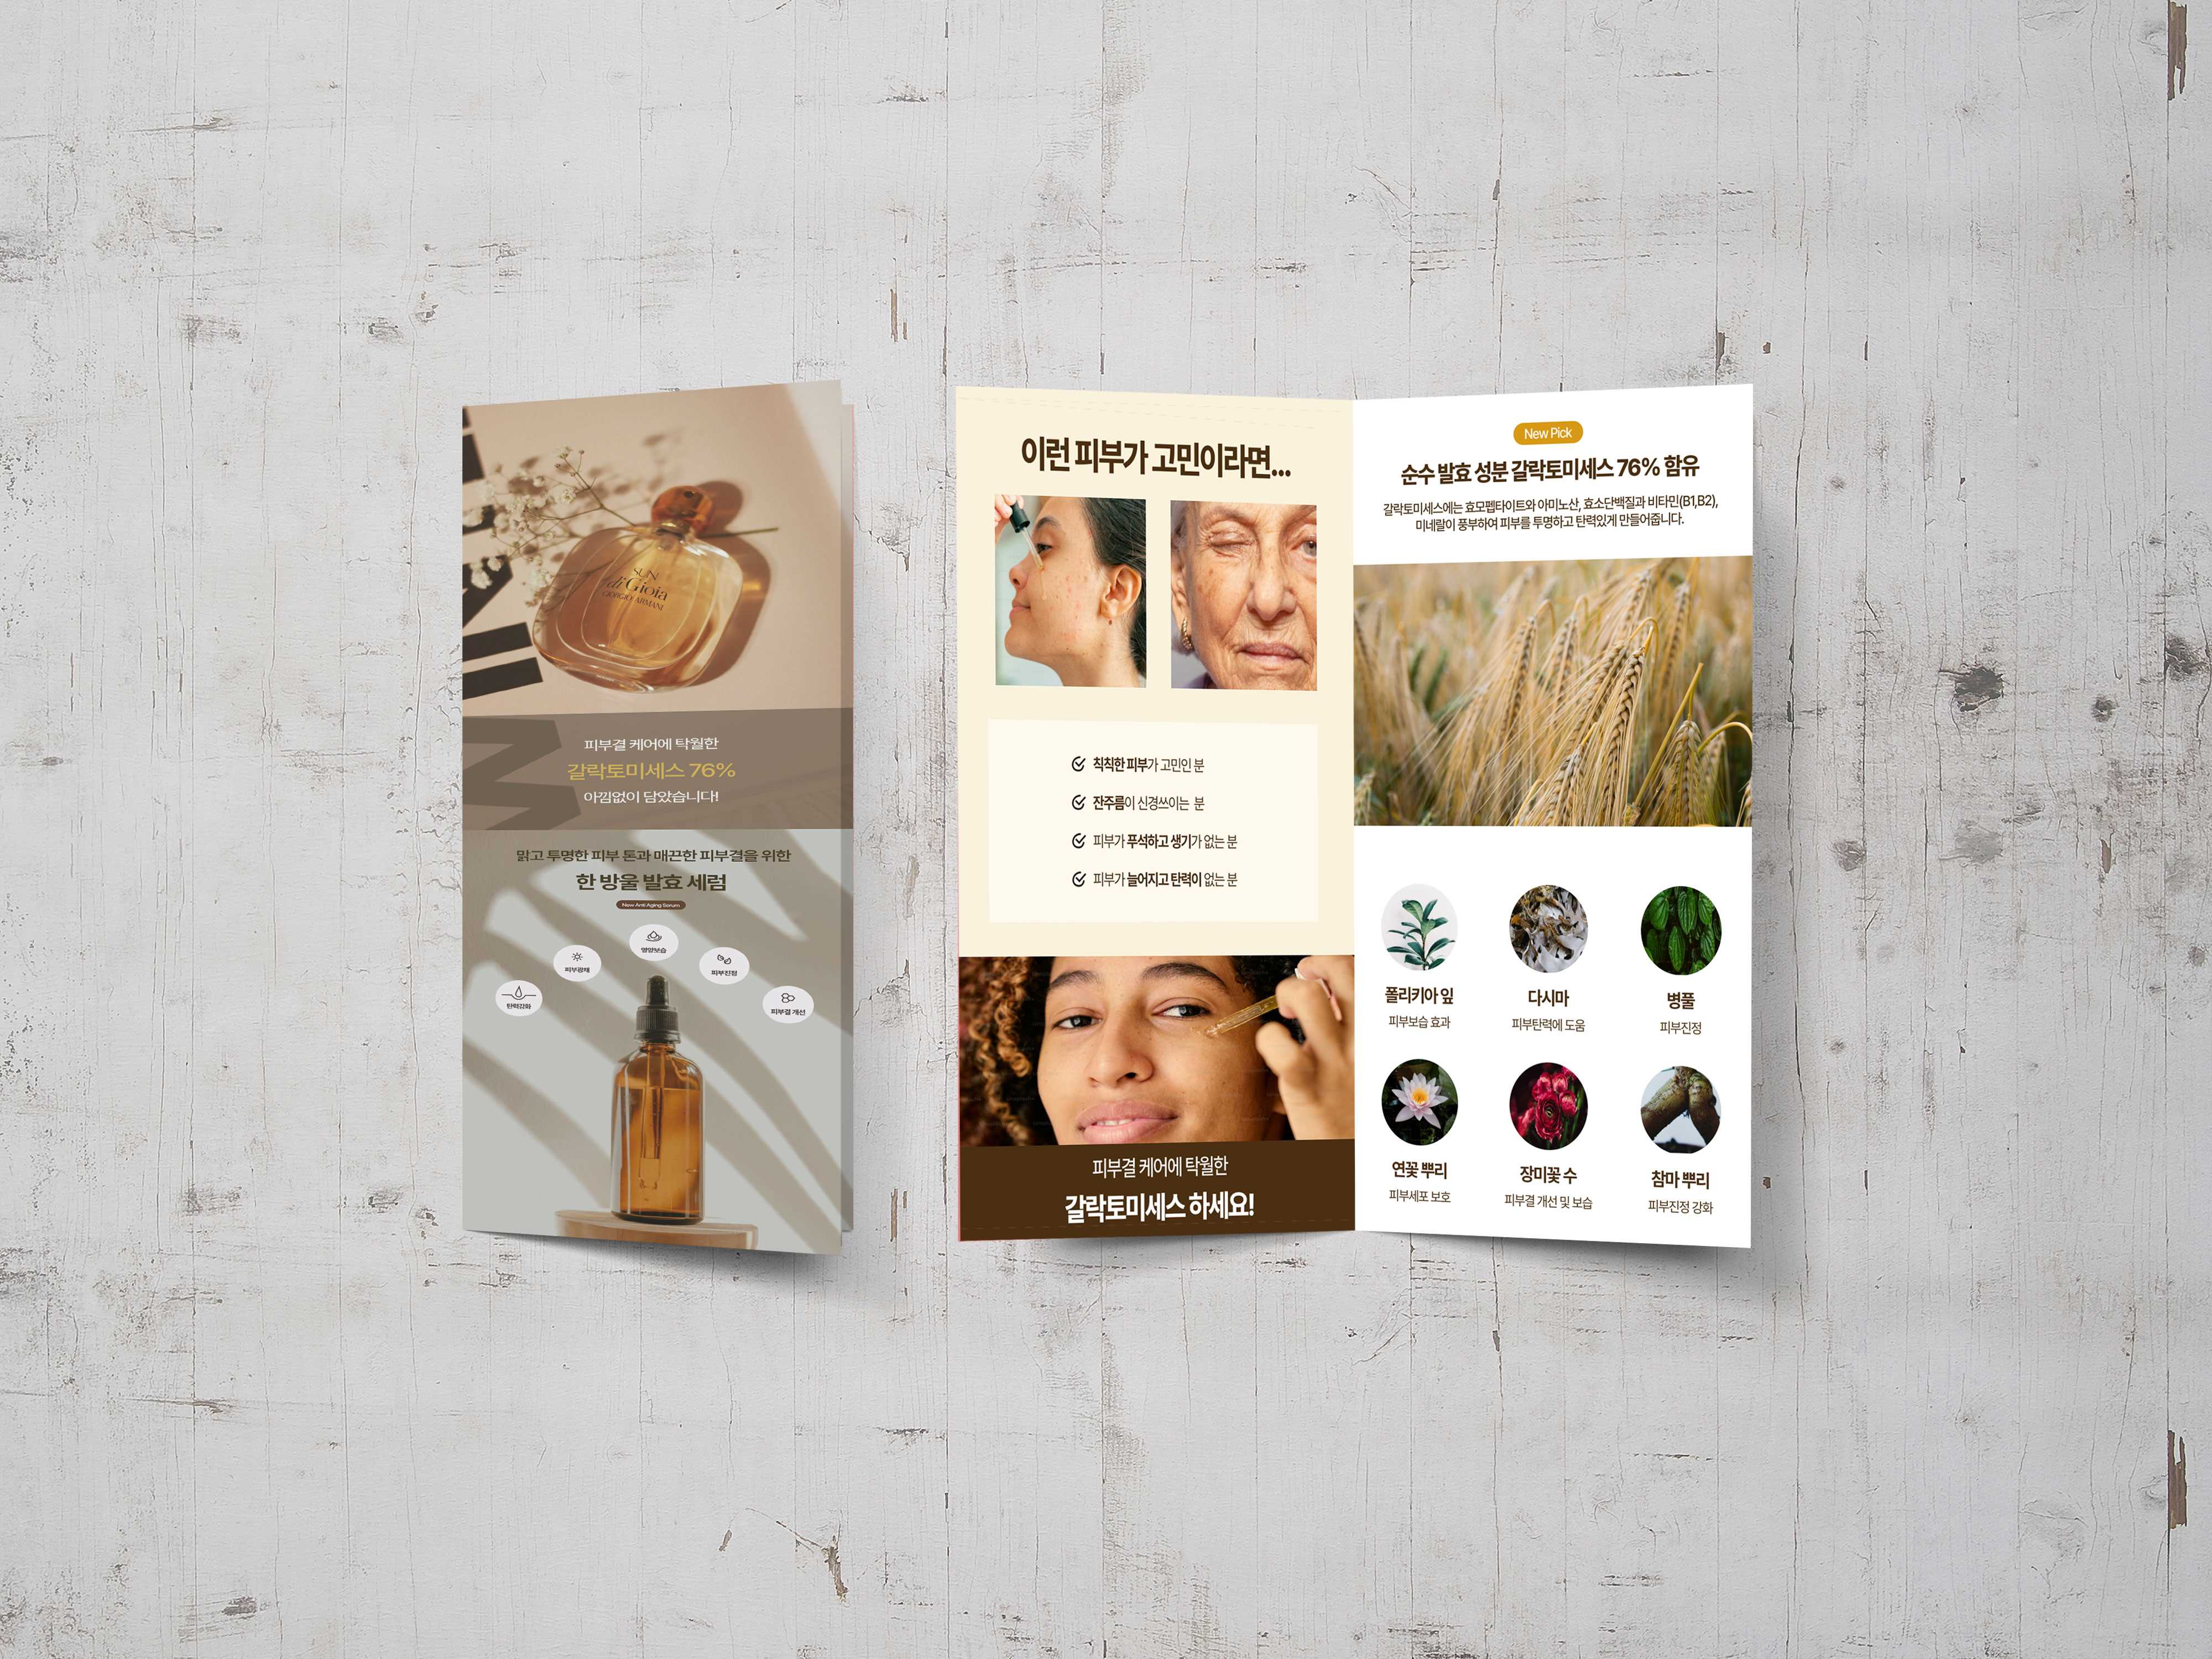 SUN
di Gioia
GIORGIO ARMANI
피부결 케어에 탁월한
갈락토미세스 76%
아낌없이 담았습니다!
맑고 투명한 피부 톤과 매끈한 피부결을 위한
한 방울 발효 세럼
New Anti Aging Serum
영양보습
피부광채
피부진정
탄력강화
피부결 개선
이런 피부가 고민이라면...
칙칙한 피부가 고민인 분
잔주름이 신경쓰이는 분
피부가 푸석하고 생기가 없는 분
피부가 늘어지고 탄력이 없는 분
피부결 케어에 탁월한
갈락토미세스 하세요!
New Pick
순수 발효 성분 갈락토미세스 76% 함유
갈락토미세스에는 효모펩타이트와 아미노산, 효소단백질과 비타민(B1,B2),
미네랄이 풍부하여 피부를 투명하고 탄력있게 만들어줍니다.
폴리키아 잎
피부보습 효과
다시마
피부탄력에 도움
병풀
피부진정
연꽃 뿌리
피부세포 보호
장미꽃 수
피부결 개선 및 보습
참마 뿌리
피부진정 강화